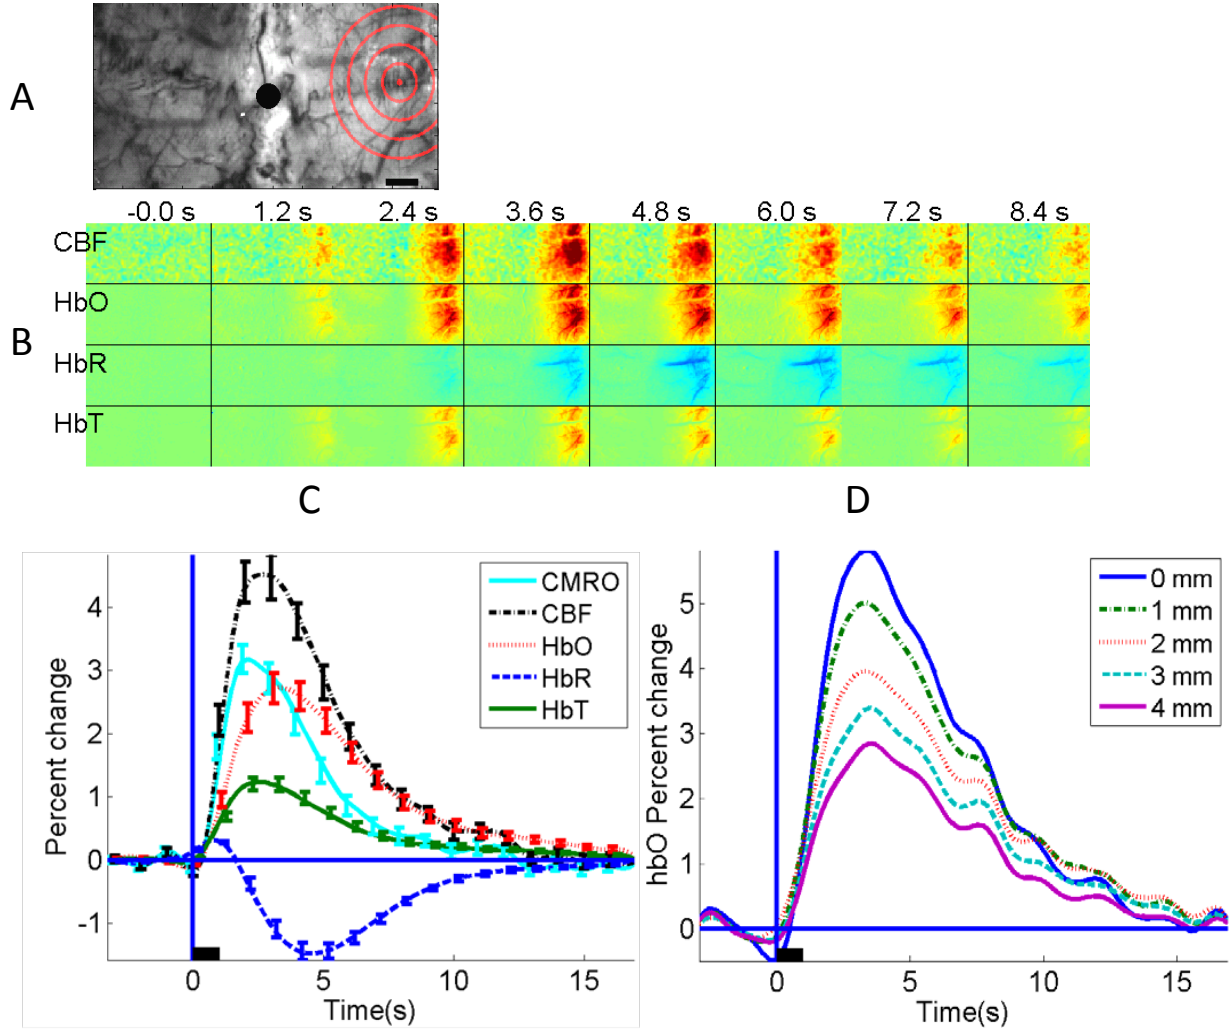 A
-0.0 s 1.2 s 2.4 s 3.6 s 4.8 s 6.0 s 7.2 s 8.4 s
CBF
HbO
B
HbR
HbT
C
D
Percent change
4
3
2
1
0
-1
0 5 10 15
Time(s)
CMRO
CBF
HbO
HbR
HbT
hbO Percent change
5
4
3
2
1
0
0 5 10 15
Time(s)
0 mm
1 mm
2 mm
3 mm
4 mm